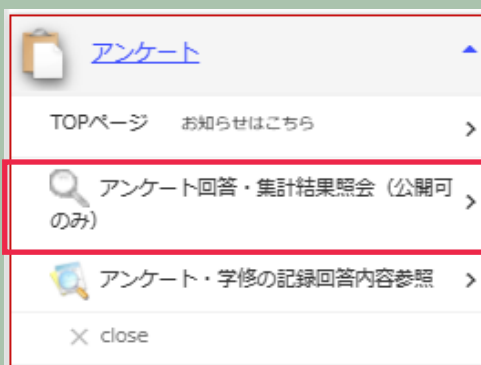 アンケート
TOPページ お知らせはこちら
アンケート回答・集計結果照会（公開可
のみ）
アンケート・学修の記録回答内容参照
close